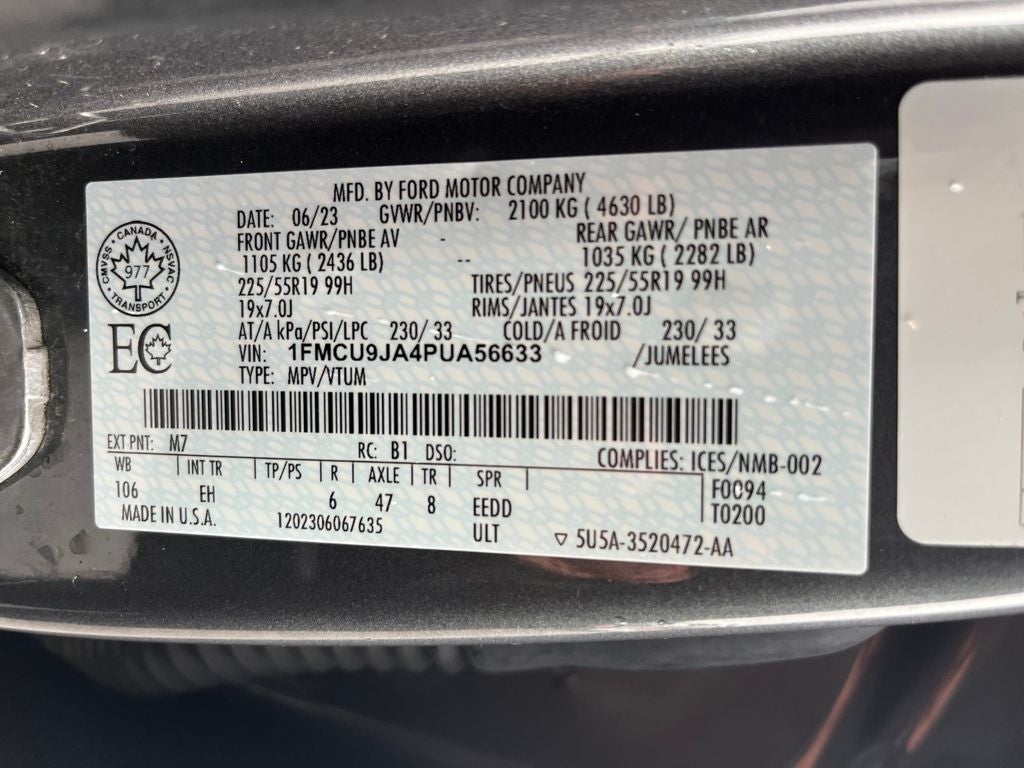 MFD. BY FORD MOTOR COMPANY
DATE: 06/23 GVWR/PNBV: 2100 KG ( 4630 LB)
FRONT GAWR/PNBE AV - REAR GAWR/ PNBE AR
1105 KG ( 2436 LB) -- 1035 KG ( 2282 LB)
225/55R19 99H TIRES/PNEUS 225/55R19 99H
19x7.0J RIMS/JANTES 19x7.0J
AT/A kPa/PSI/LPC 230/ 33 COLD/A FROID 230/ 33
VIN: 1FMCU9JA4PUA56633 /JUMELEES
TYPE: MPV/VTUM
CANADA
CMVSS NSVAC
977
TRANSPORT
EC
EXT PNT: M7 RC: B1 DSO: COMPLIES: ICES/NMB-002
WB INT TR TP/PS R AXLE TR SPR F0C94
106 EH 6 47 8 EEDD T0200
MADE IN U.S.A. 1202306067635 ULT ▽ 5U5A-3520472-AA